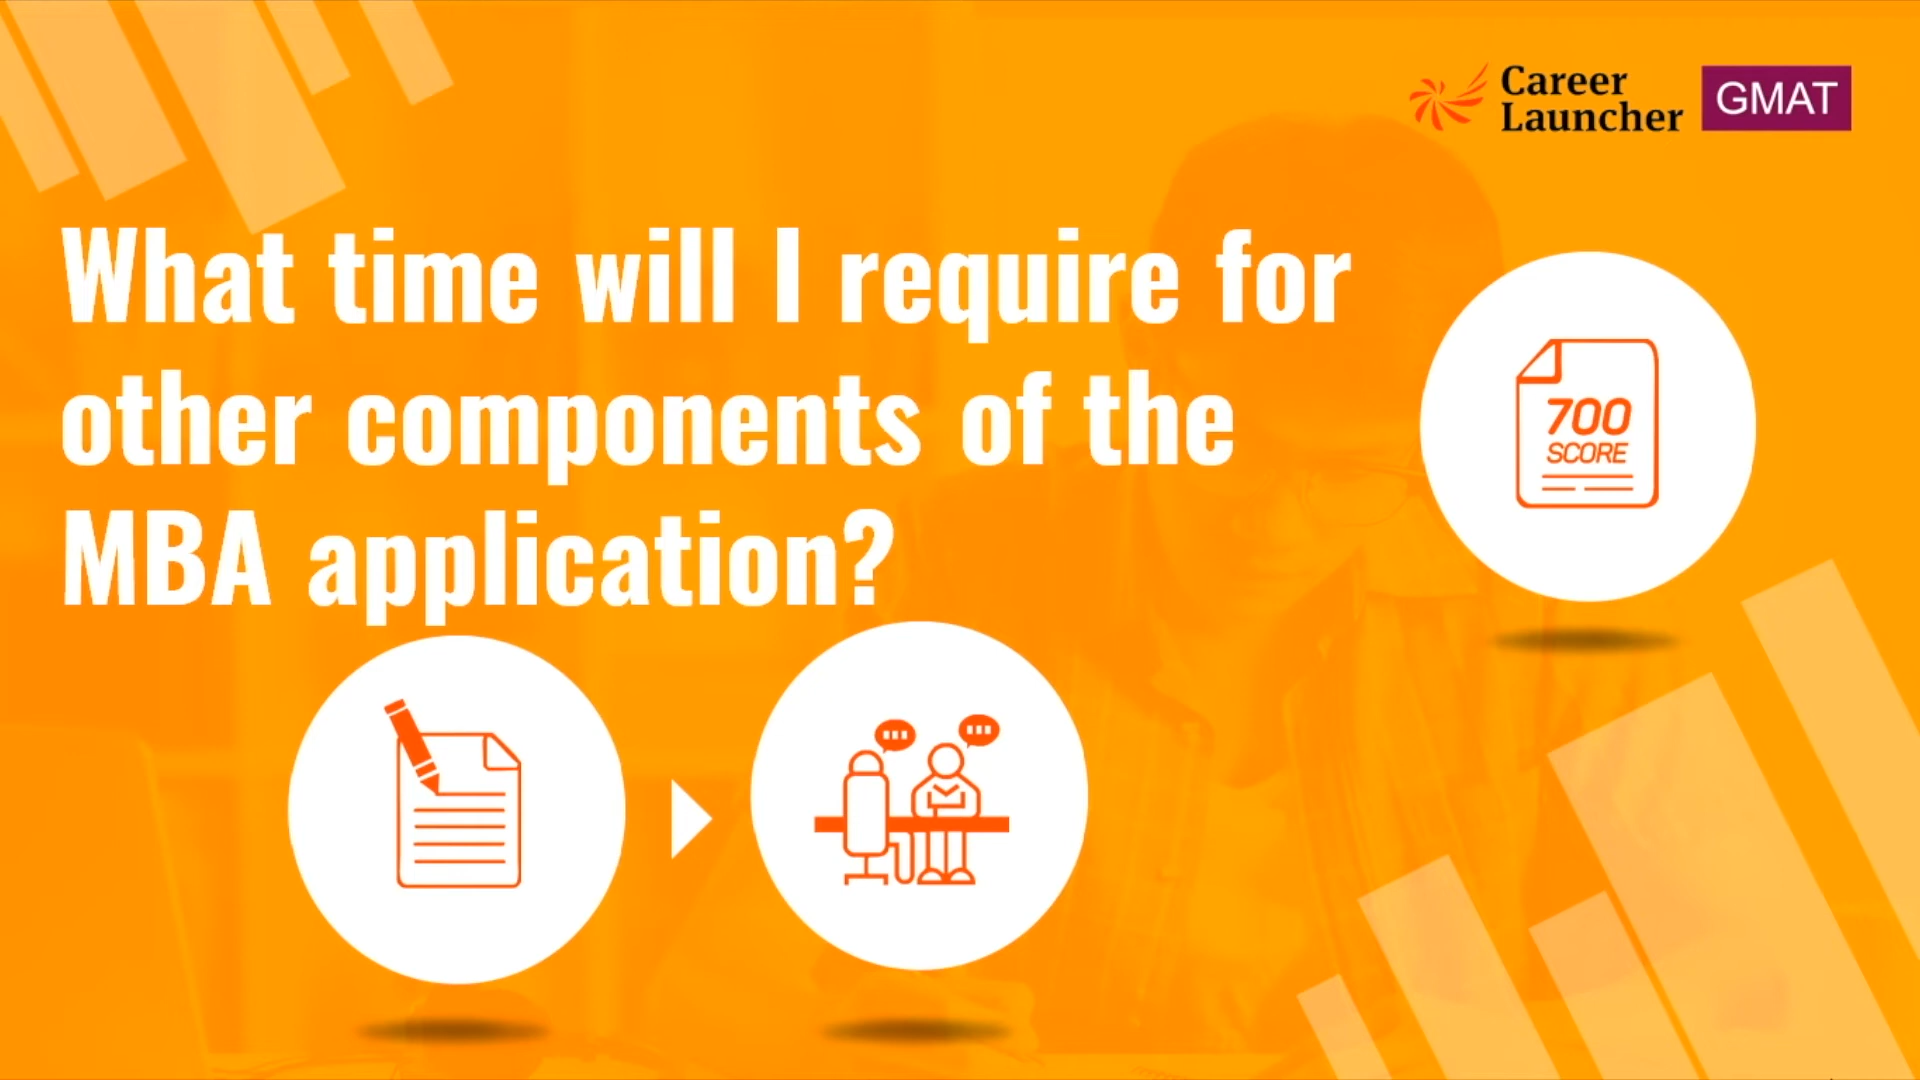 Career
Launcher
GMAT
What time will I require for
other components of the
MBA application?
700
SCORE